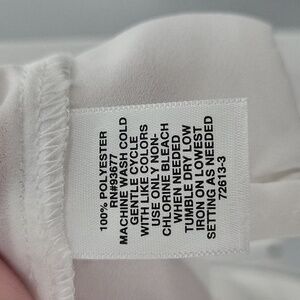 100% POLYESTER
RN#93677
MACHINE WASH COLD
GENTLE CYCLE
WITH LIKE COLORS
USE ONLY NON-
CHLORINE BLEACH
WHEN NEEDED
TUMBLE DRY LOW
IRON ON LOWEST
SETTING AS NEEDED
72613-3